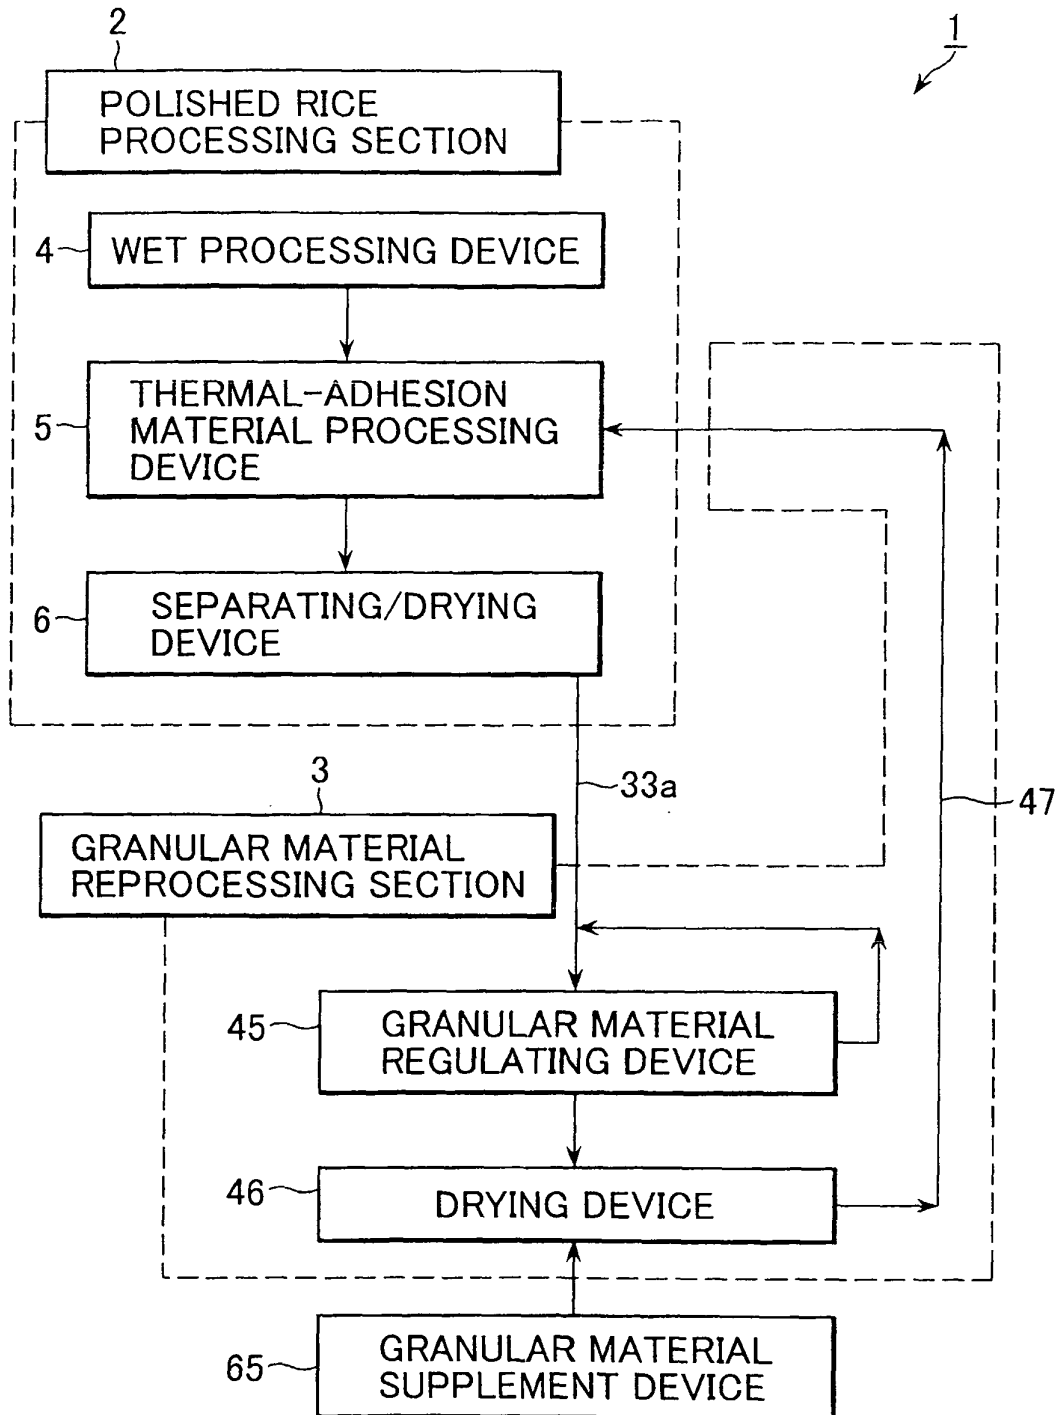 2
1
POLISHED RICE
PROCESSING SECTION
4
WET PROCESSING DEVICE
5
THERMAL-ADHESION
MATERIAL PROCESSING
DEVICE
6
SEPARATING/DRYING
DEVICE
33a
47
3
GRANULAR MATERIAL
REPROCESSING SECTION
45
GRANULAR MATERIAL
REGULATING DEVICE
46
DRYING DEVICE
65
GRANULAR MATERIAL
SUPPLEMENT DEVICE